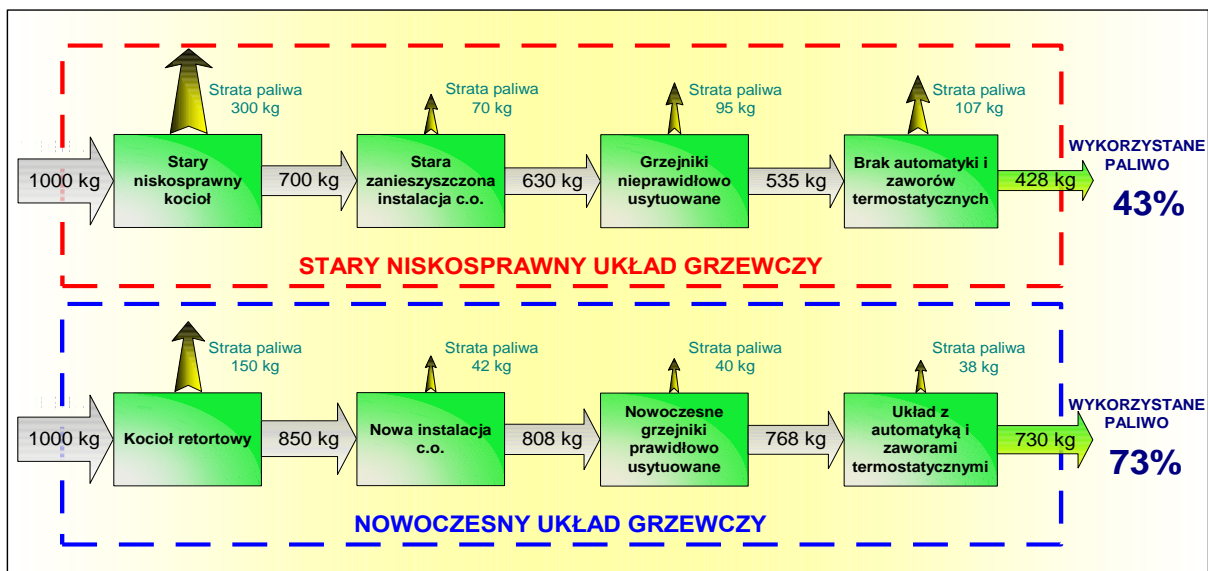 Strata paliwa
300 kg
Strata paliwa
70 kg
Strata paliwa
95 kg
Strata paliwa
107 kg
1000 kg
Stary
niskosprawny
kocioł
700 kg
Stara
zanieszyszczona
instalacja c.o.
630 kg
Grzejniki
nieprawidłowo
usytuowane
535 kg
Brak automatyki i
zaworów
termostatycznych
428 kg
WYKORZYSTANE
PALIWO
43%
STARY NISKOSPRAWNY UKŁAD GRZEWCZY
Strata paliwa
150 kg
Strata paliwa
42 kg
Strata paliwa
40 kg
Strata paliwa
38 kg
1000 kg
Kocioł retortowy
850 kg
Nowa instalacja
c.o.
808 kg
Nowoczesne
grzejniki
prawidłowo
usytuowane
768 kg
Układ z
automatyką i
zaworami
termostatycznymi
730 kg
WYKORZYSTANE
PALIWO
73%
NOWOCZESNY UKŁAD GRZEWCZY